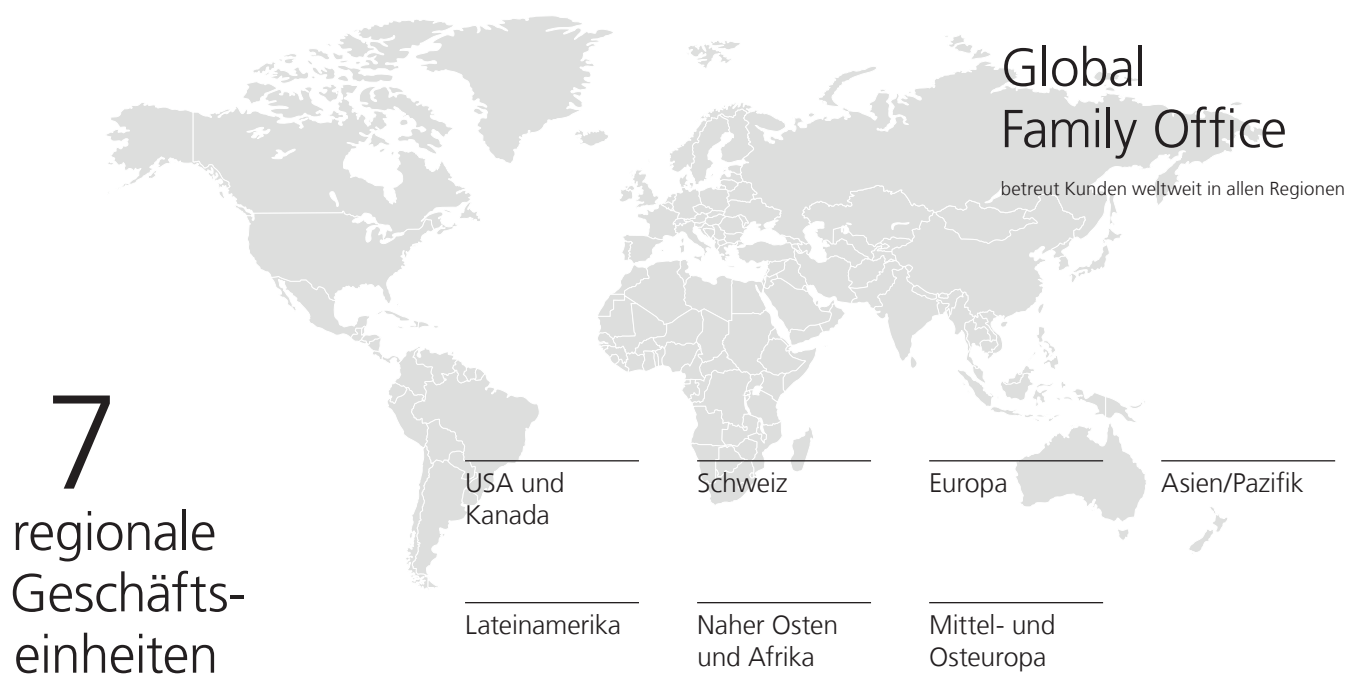 Global
Family Office
betreut Kunden weltweit in allen Regionen
7
regionale
Geschäfts-
einheiten
USA und
Kanada
Schweiz
Europa
Asien/Pazifik
Lateinamerika
Naher Osten
und Afrika
Mittel- und
Osteuropa